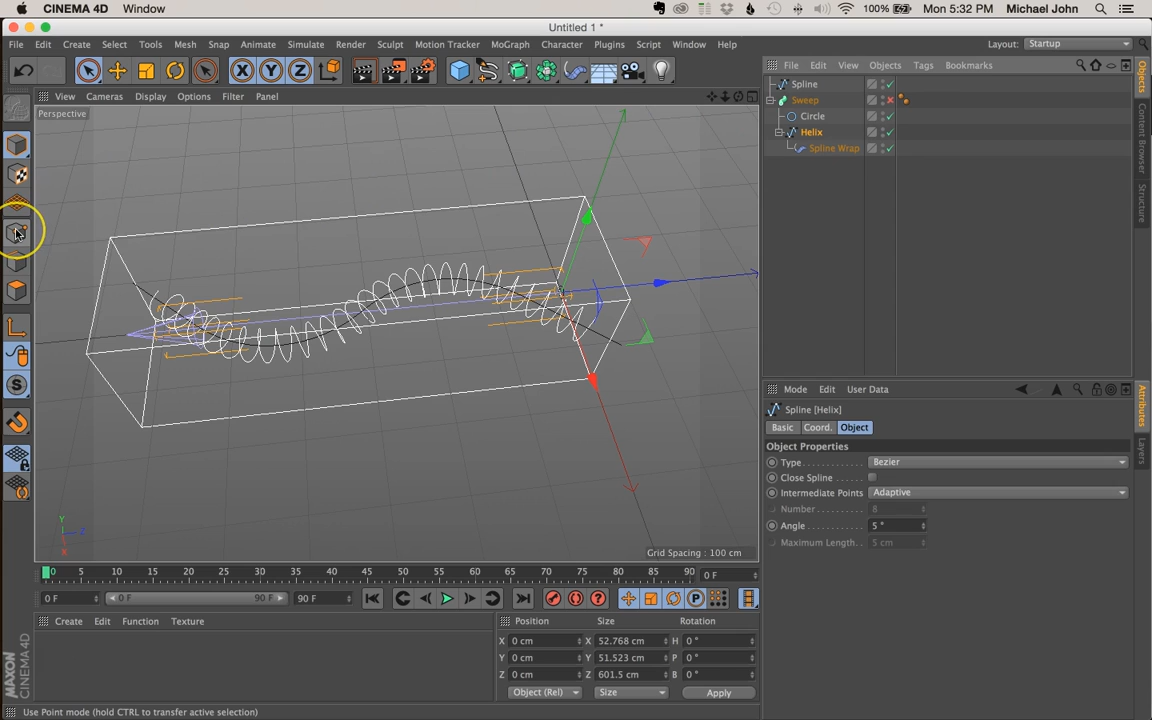 CINEMA 4D Window 100% Mon 5:32 PM Michael John
Untitled 1 *
File Edit Create Select Tools Mesh Snap Animate Simulate Render Sculpt Motion Tracker MoGraph Character Plugins Script Window Help Layout: Startup
X Y Z
File Edit View Objects Tags Bookmarks
View Cameras Display Options Filter Panel
Perspective
Spline
Sweep
Circle
Helix
Spline Wrap
Objects
Content Browser
Structure
Mode Edit User Data
Spline [Helix]
Basic Coord. Object
Object Properties
Type Bezier
Close Spline
Intermediate Points Adaptive
Number 8
Angle 5 °
Maximum Length 5 cm
Attributes
Layers
Y
Z
X
Grid Spacing : 100 cm
0 5 10 15 20 25 30 35 40 45 50 55 60 65 70 75 80 85 90 0 F
0 F 0 F 90 F 90 F
Create Edit Function Texture
Position Size Rotation
X 0 cm X 52.768 cm H 0 °
Y 0 cm Y 51.523 cm P 0 °
Z 0 cm Z 601.5 cm B 0 °
Object (Rel) Size Apply
MAXON
CINEMA 4D
Use Point mode (hold CTRL to transfer active selection)